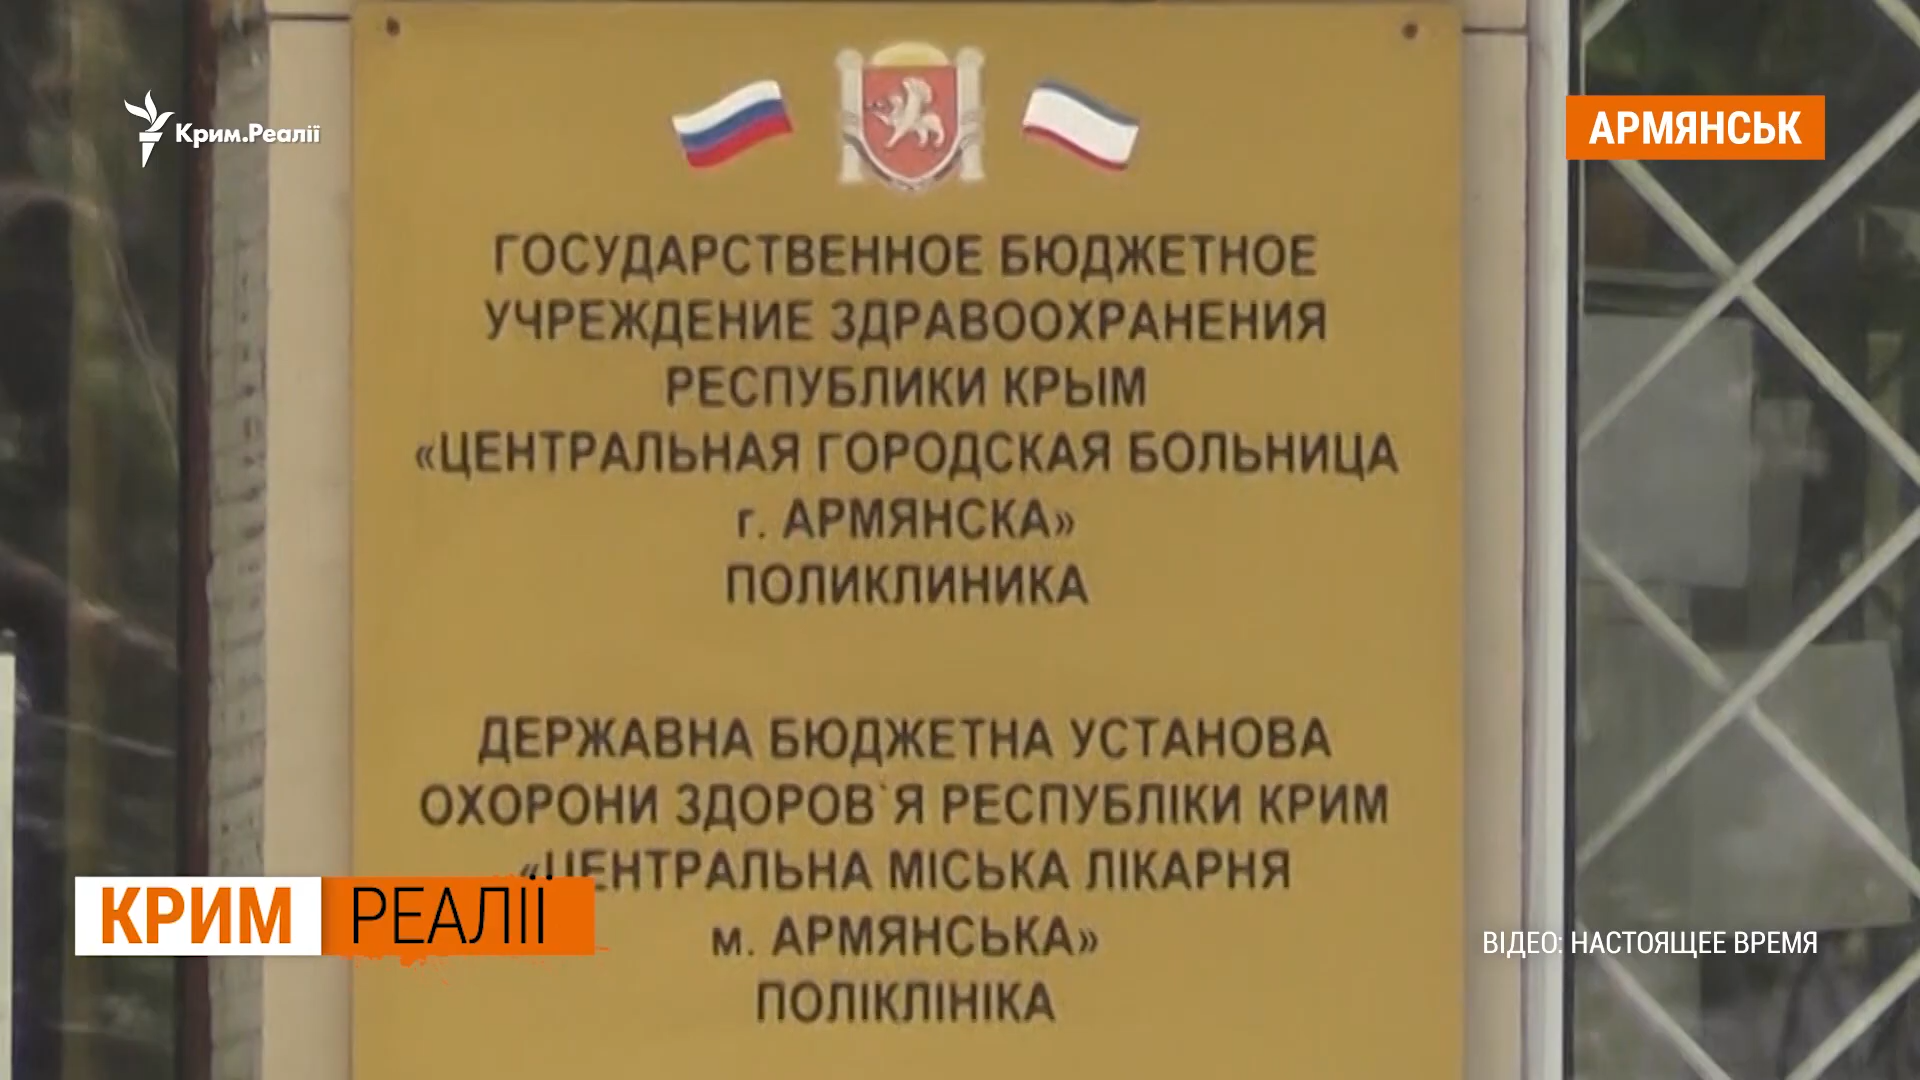 Крим.Реалії
АРМЯНСЬК
ГОСУДАРСТВЕННОЕ БЮДЖЕТНОЕ
УЧРЕЖДЕНИЕ ЗДРАВООХРАНЕНИЯ
РЕСПУБЛИКИ КРЫМ
«ЦЕНТРАЛЬНАЯ ГОРОДСКАЯ БОЛЬНИЦА
г. АРМЯНСКА»
ПОЛИКЛИНИКА
ДЕРЖАВНА БЮДЖЕТНА УСТАНОВА
ОХОРОНИ ЗДОРОВ`Я РЕСПУБЛІКИ КРИМ
«ЦЕНТРАЛЬНА МІСЬКА ЛІКАРНЯ
м. АРМЯНСЬКА»
ПОЛІКЛІНІКА
КРИМ РЕАЛІЇ
ВІДЕО: НАСТОЯЩЕЕ ВРЕМЯ